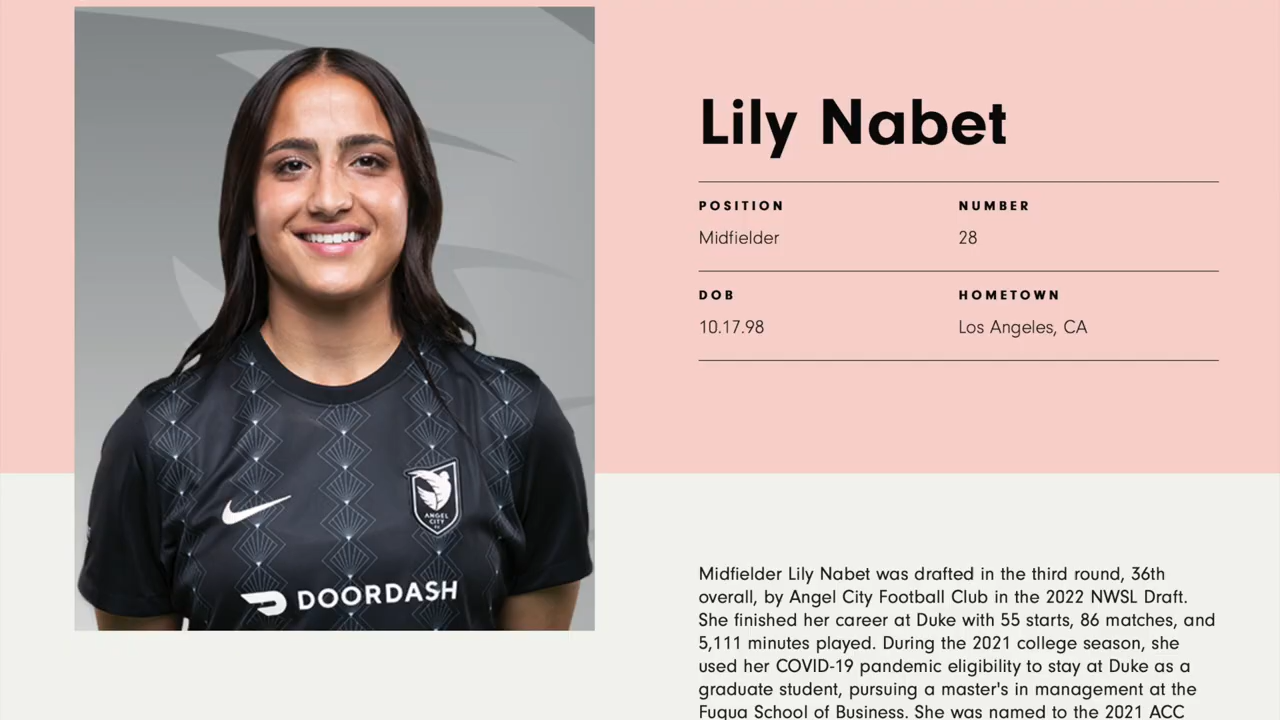 Lily Nabet
POSITION
Midfielder
NUMBER
28
DOB
10.17.98
HOMETOWN
Los Angeles, CA
ANGEL
CITY
FC
DOORDASH
Midfielder Lily Nabet was drafted in the third round, 36th
overall, by Angel City Football Club in the 2022 NWSL Draft.
She finished her career at Duke with 55 starts, 86 matches, and
5,111 minutes played. During the 2021 college season, she
used her COVID-19 pandemic eligibility to stay at Duke as a
graduate student, pursuing a master's in management at the
Fuqua School of Business. She was named to the 2021 ACC